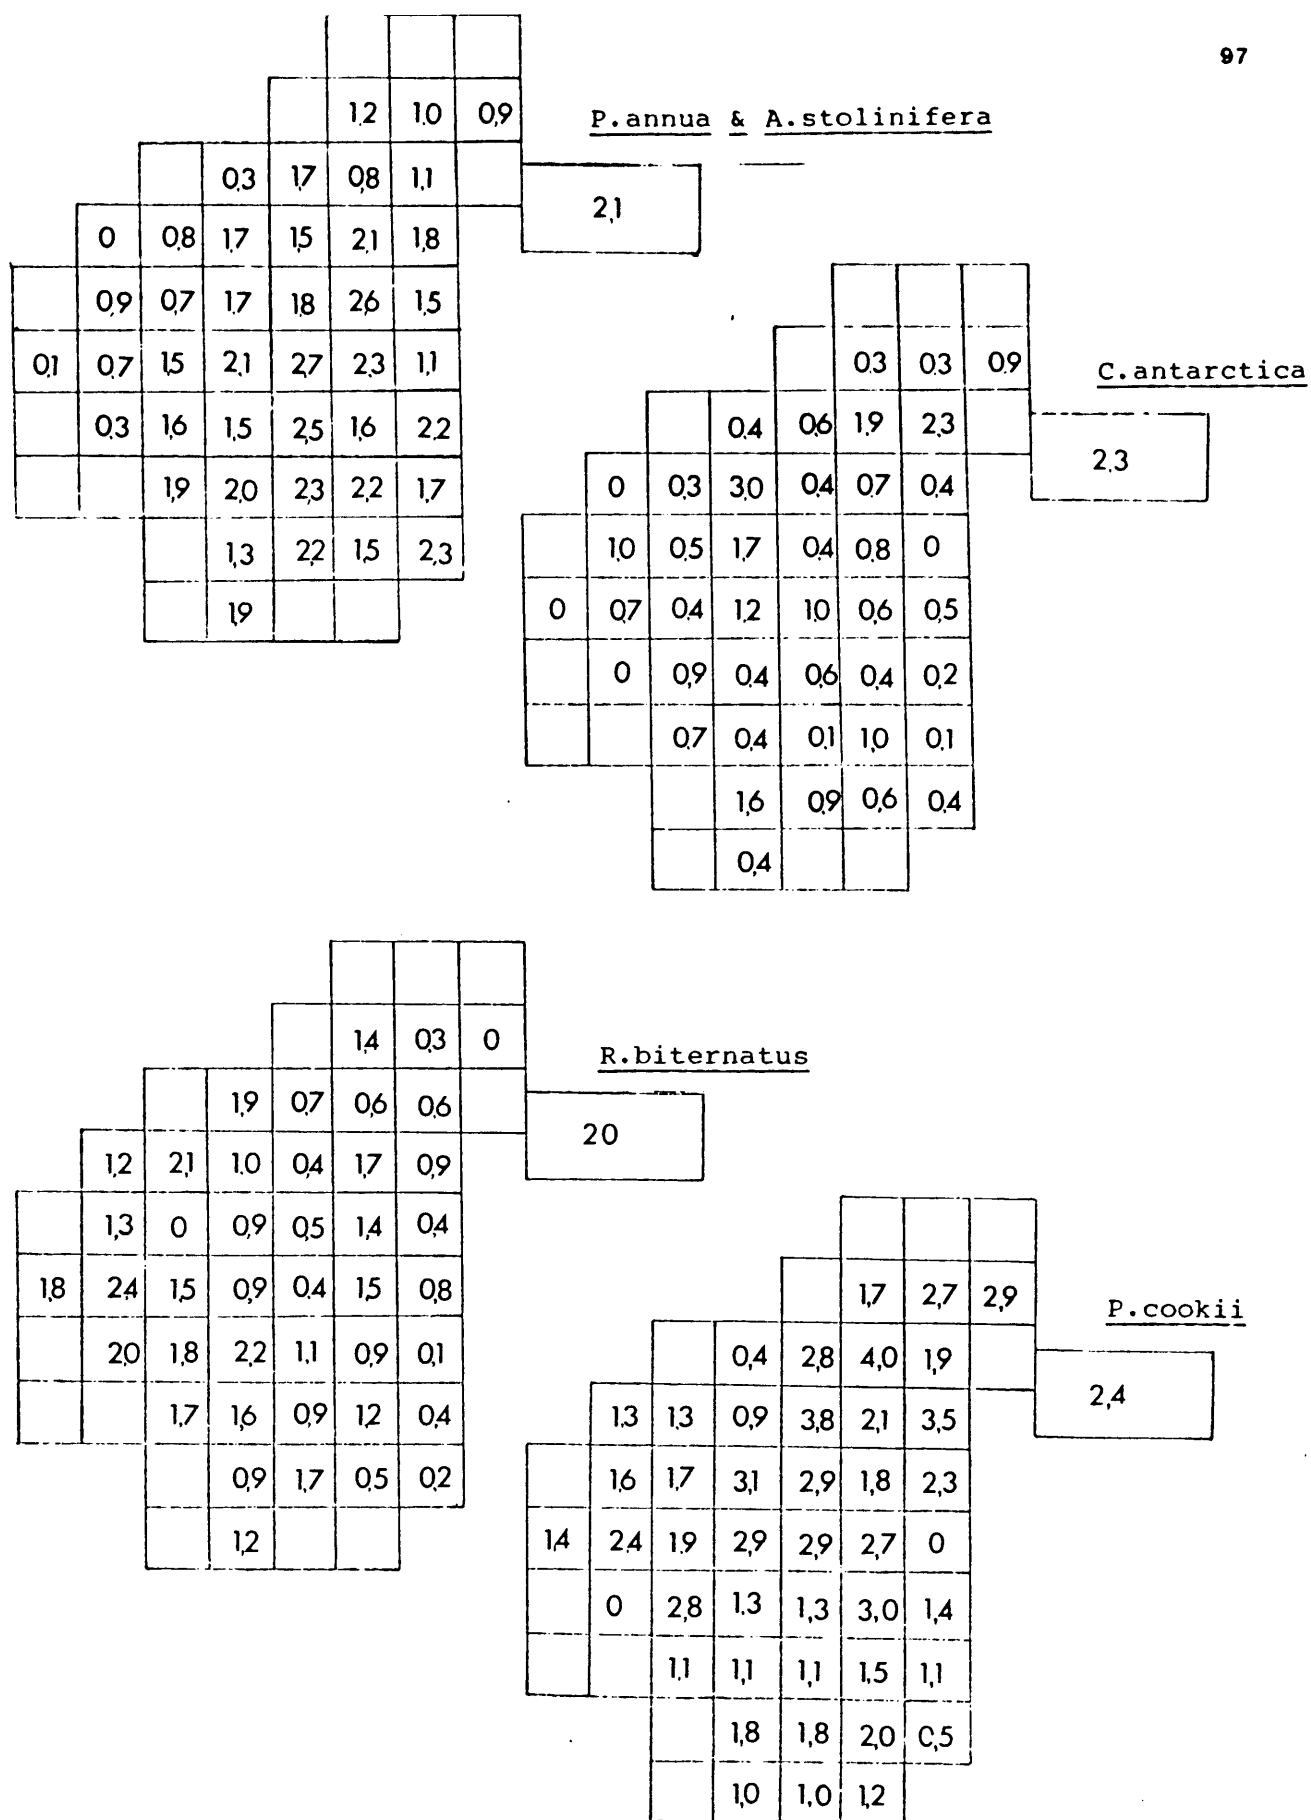 97
P.annua & A.stolinifera
1,2 1,0 0,9
0,3 1,7 0,8 1,1
2,1
0 0,8 1,7 1,5 2,1 1,8
0,9 0,7 1,7 1,8 2,6 1,5
0,1 0,7 1,5 2,1 2,7 2,3 1,1
0,3 1,6 1,5 2,5 1,6 2,2
1,9 2,0 2,3 2,2 1,7
1,3 2,2 1,5 2,3
1,9
C.antarctica
0,3 0,3 0,9
0,4 0,6 1,9 2,3
2,3
0 0,3 3,0 0,4 0,7 0,4
1,0 0,5 1,7 0,4 0,8 0
0 0,7 0,4 1,2 1,0 0,6 0,5
0 0,9 0,4 0,6 0,4 0,2
0,7 0,4 0,1 1,0 0,1
1,6 0,9 0,6 0,4
0,4
R.biternatus
1,4 0,3 0
1,9 0,7 0,6 0,6
20
1,2 2,1 1,0 0,4 1,7 0,9
1,3 0 0,9 0,5 1,4 0,4
1,8 2,4 1,5 0,9 0,4 1,5 0,8
2,0 1,8 2,2 1,1 0,9 0,1
1,7 1,6 0,9 1,2 0,4
0,9 1,7 0,5 0,2
1,2
P.cookii
1,7 2,7 2,9
0,4 2,8 4,0 1,9
2,4
1,3 1,3 0,9 3,8 2,1 3,5
1,6 1,7 3,1 2,9 1,8 2,3
1,4 2,4 1,9 2,9 2,9 2,7 0
0 2,8 1,3 1,3 3,0 1,4
1,1 1,1 1,1 1,5 1,1
1,8 1,8 2,0 0,5
1,0 1,0 1,2